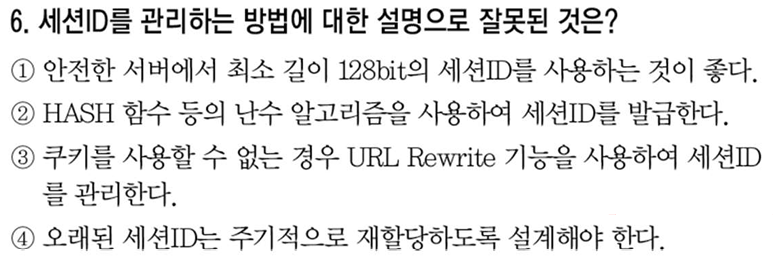 6. 세션ID를 관리하는 방법에 대한 설명으로 잘못된 것은?
① 안전한 서버에서 최소 길이 128bit의 세션ID를 사용하는 것이 좋다.
② HASH 함수 등의 난수 알고리즘을 사용하여 세션ID를 발급한다.
③ 쿠키를 사용할 수 없는 경우 URL Rewrite 기능을 사용하여 세션ID
를 관리한다.
④ 오래된 세션ID는 주기적으로 재할당하도록 설계해야 한다.